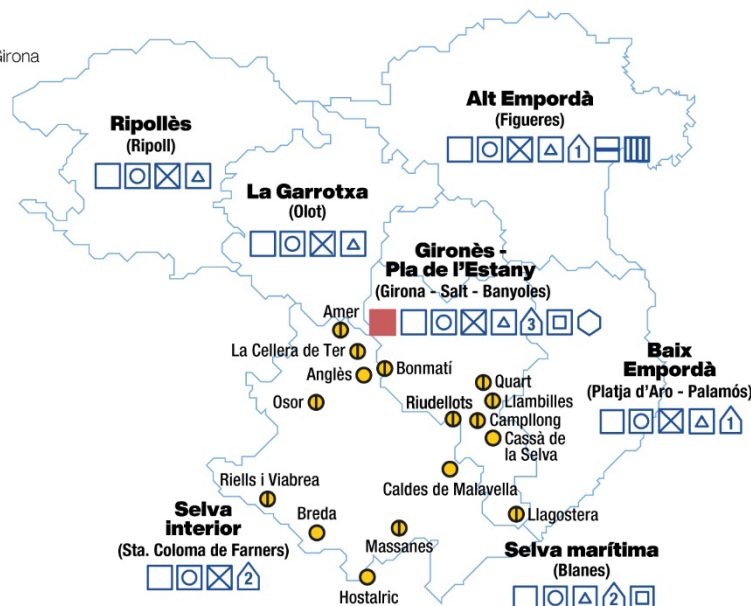 Girona
Ripollès
(Ripoll)
Alt Empordà
(Figueres)
1
La Garrotxa
(Olot)
Gironès -
Pla de l'Estany
(Girona - Salt - Banyoles)
3
Amer
La Cellera de Ter
Anglès
Bonmatí
Osor
Quart
Llambilles
Riudellots
Campllong
Cassà de
la Selva
Baix
Empordà
(Platja d'Aro - Palamós)
1
Caldes de Malavella
Riells i Viabrea
Breda
Llagostera
Massanes
Hostalric
Selva
interior
(Sta. Coloma de Farners)
2
Selva marítima
(Blanes)
2